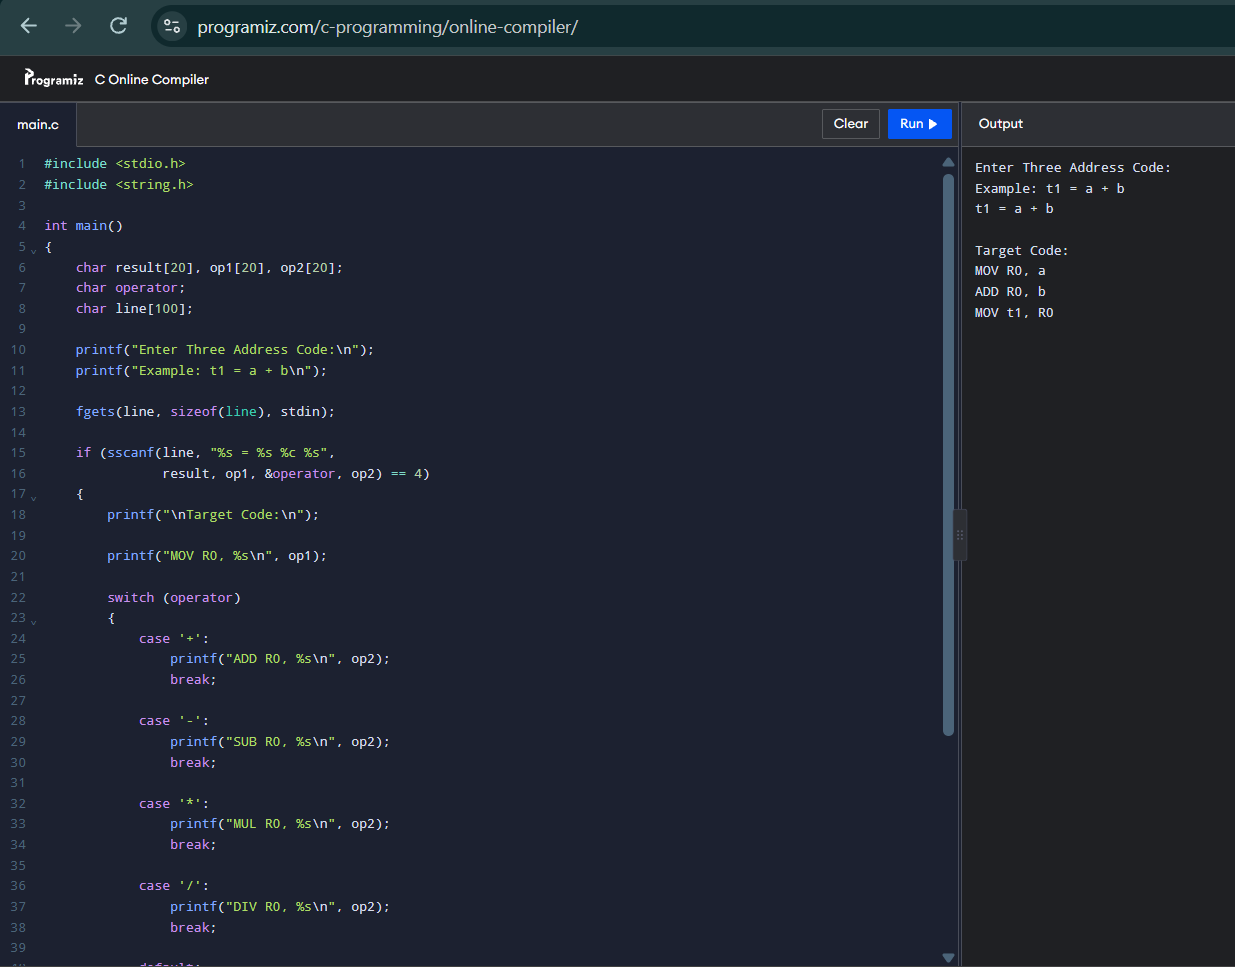 programiz.com/c-programming/online-compiler/
Programiz C Online Compiler
main.c
Clear
Run
Output
1 #include <stdio.h>
2 #include <string.h>
3
4 int main()
5 {
6     char result[20], op1[20], op2[20];
7     char operator;
8     char line[100];
9
10     printf("Enter Three Address Code:\n");
11     printf("Example: t1 = a + b\n");
12
13     fgets(line, sizeof(line), stdin);
14
15     if (sscanf(line, "%s = %s %c %s",
16                result, op1, &operator, op2) == 4)
17     {
18         printf("\nTarget Code:\n");
19
20         printf("MOV R0, %s\n", op1);
21
22         switch (operator)
23         {
24             case '+':
25                 printf("ADD R0, %s\n", op2);
26                 break;
27
28             case '-':
29                 printf("SUB R0, %s\n", op2);
30                 break;
31
32             case '*':
33                 printf("MUL R0, %s\n", op2);
34                 break;
35
36             case '/':
37                 printf("DIV R0, %s\n", op2);
38                 break;
39
Enter Three Address Code:
Example: t1 = a + b
t1 = a + b
Target Code:
MOV R0, a
ADD R0, b
MOV t1, R0